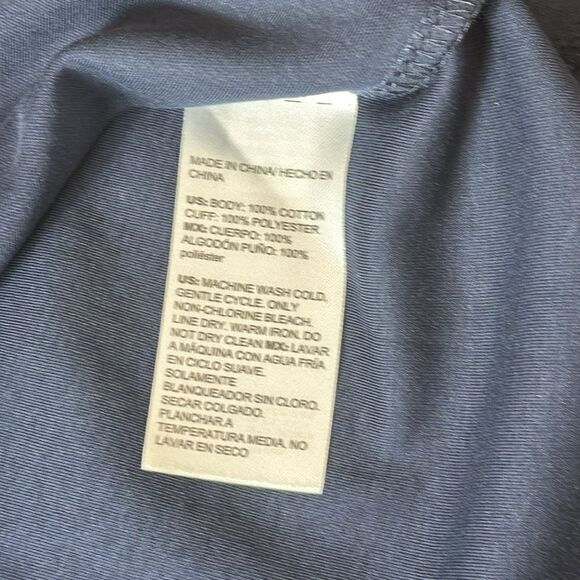 MADE IN CHINA/ HECHO EN
CHINA
US: BODY: 100% COTTON
CUFF: 100% POLYESTER
MX: CUERPO: 100%
ALGODÓN PUÑO: 100%
poliéster
US: MACHINE WASH COLD,
GENTLE CYCLE. ONLY
NON-CHLORINE BLEACH.
LINE DRY. WARM IRON. DO
NOT DRY CLEAN MX: LAVAR
A MÁQUINA CON AGUA FRÍA
EN CICLO SUAVE.
SOLAMENTE
BLANQUEADOR SIN CLORO.
SECAR COLGADO.
PLANCHAR A
TEMPERATURA MEDIA. NO
LAVAR EN SECO